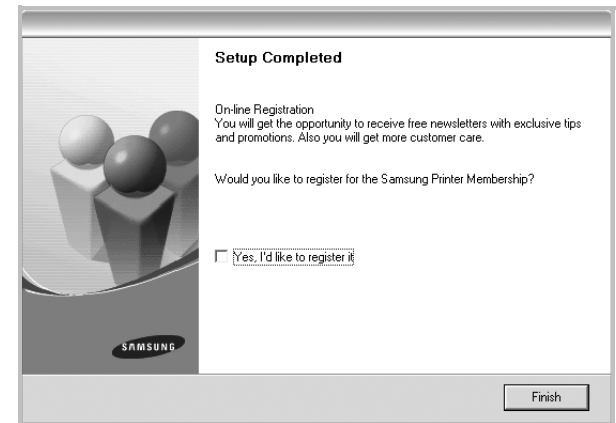 Setup Completed
On-line Registration
You will get the opportunity to receive free newsletters with exclusive tips
and promotions. Also you will get more customer care.
Would you like to register for the Samsung Printer Membership?
Yes, I'd like to register it
SAMSUNG
Finish